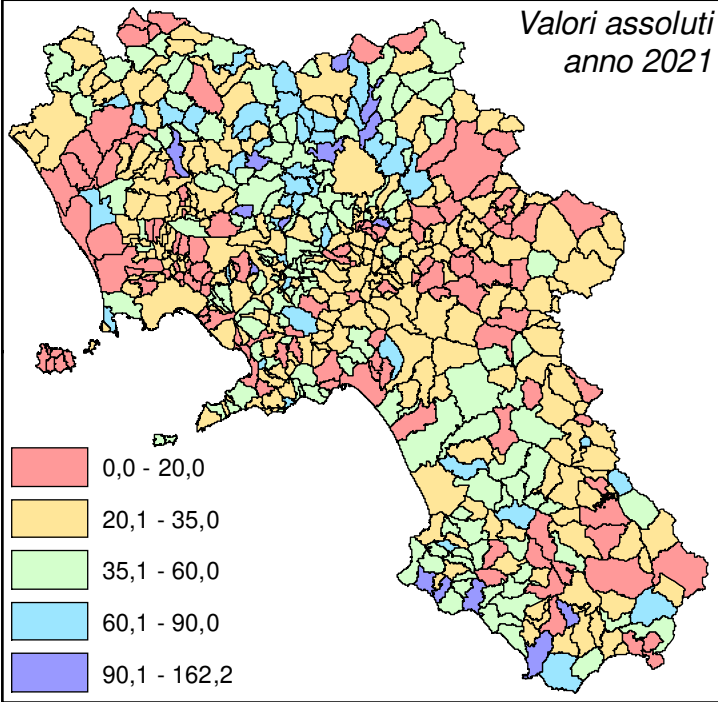 Valori assoluti
anno 2021
0,0 - 20,0
20,1 - 35,0
35,1 - 60,0
60,1 - 90,0
90,1 - 162,2